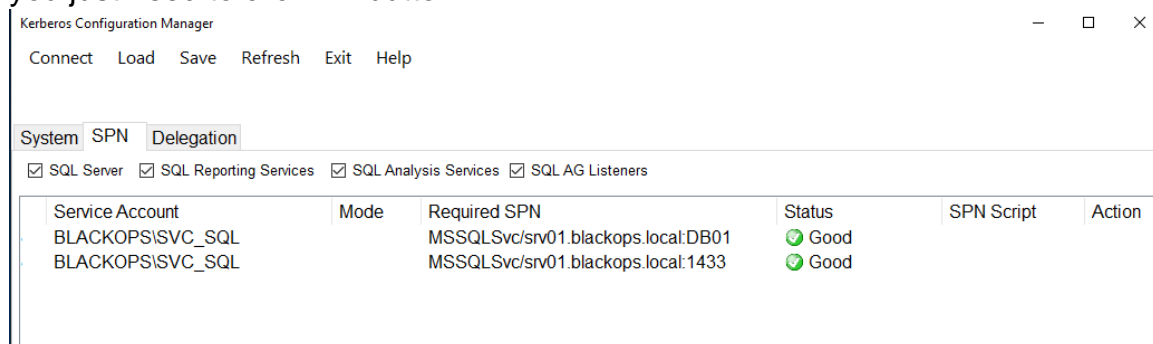 Kerberos Configuration Manager
Connect Load Save Refresh Exit Help
System SPN Delegation
SQL Server SQL Reporting Services SQL Analysis Services SQL AG Listeners
Service Account Mode Required SPN Status SPN Script Action
BLACKOPS\SVC_SQL MSSQLSvc/srv01.blackops.local:DB01 Good
BLACKOPS\SVC_SQL MSSQLSvc/srv01.blackops.local:1433 Good